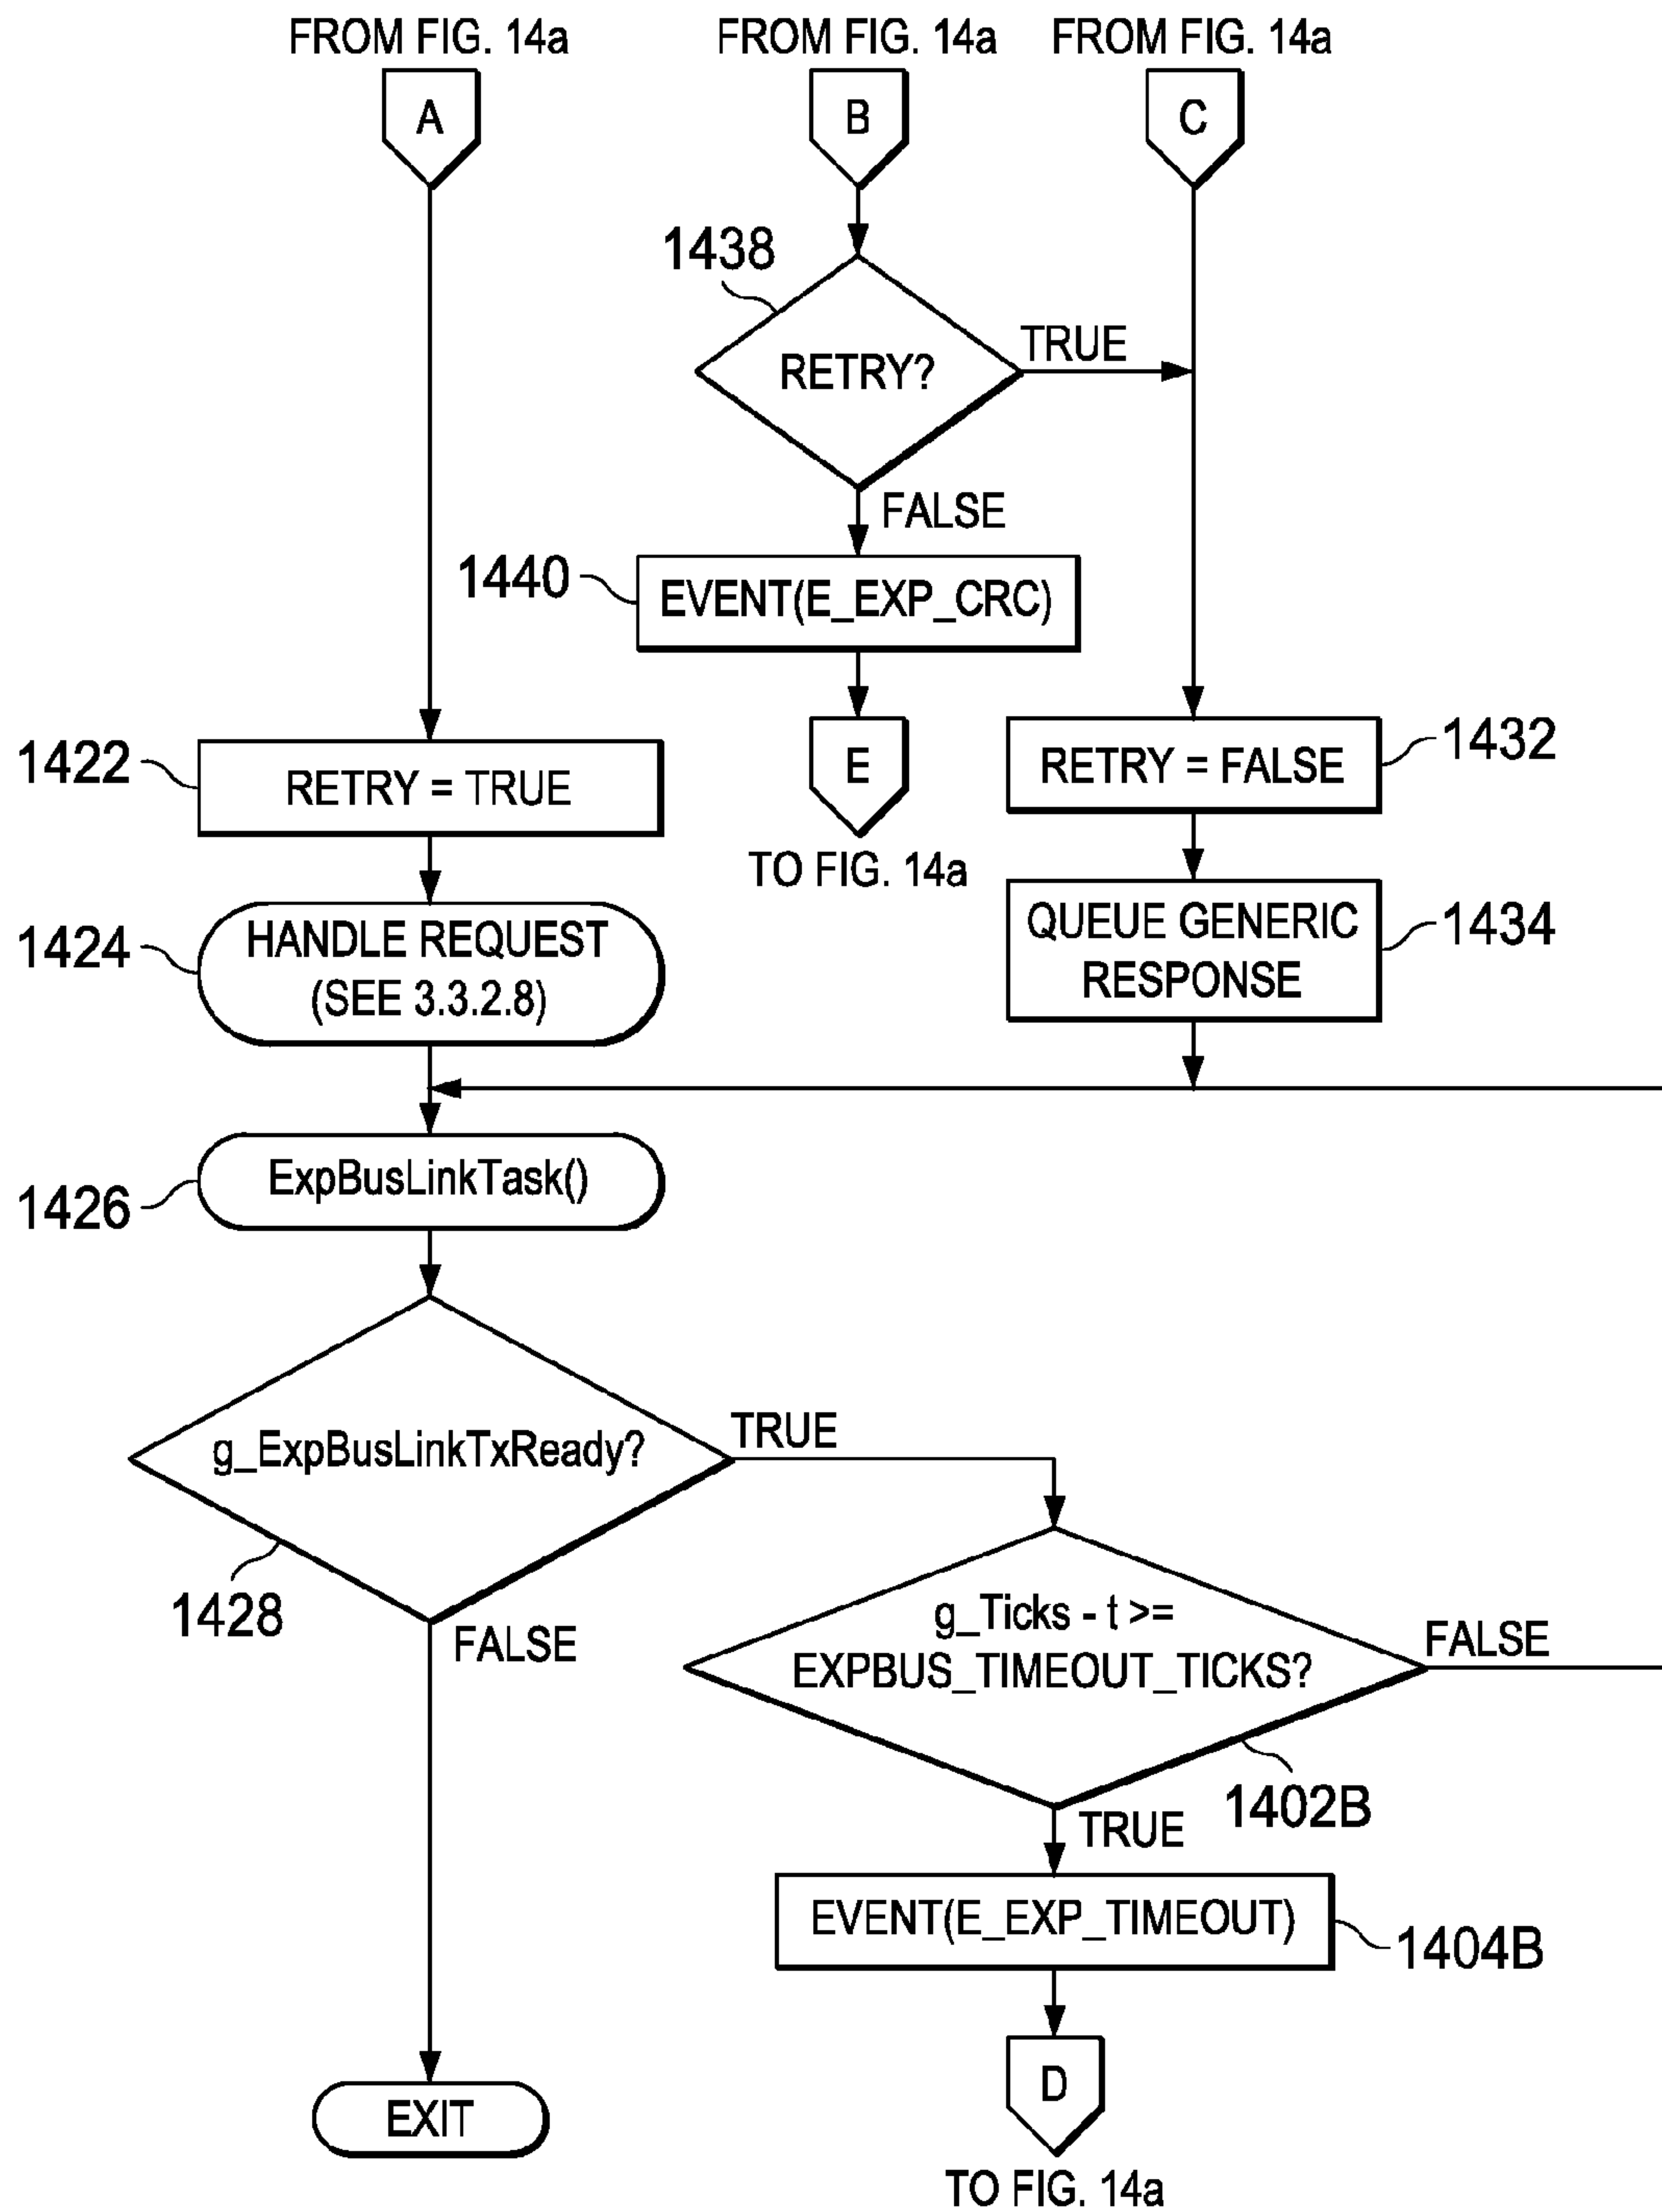 FROM FIG. 14a
FROM FIG. 14a
FROM FIG. 14a
A
B
C
1438
RETRY?
TRUE
FALSE
1440
EVENT(E_EXP_CRC)
1422
RETRY = TRUE
E
RETRY = FALSE
1432
TO FIG. 14a
1424
HANDLE REQUEST
(SEE 3.3.2.8)
QUEUE GENERIC
RESPONSE
1434
ExpBusLinkTask()
1426
g_ExpBusLinkTxReady?
TRUE
1428
FALSE
g_Ticks - t >=
EXPBUS_TIMEOUT_TICKS?
FALSE
1402B
TRUE
EVENT(E_EXP_TIMEOUT)
1404B
D
EXIT
TO FIG. 14a